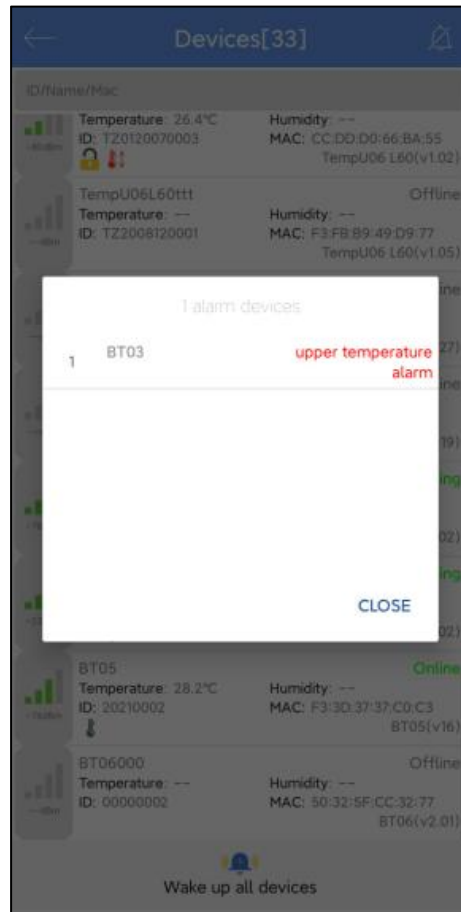 Devices[33]
ID/Name/Mac
Temperature: 26.4℃ Humidity: --
ID: TZ0120070003 MAC: CC:DD:D0:66:BA:55
TempU06 L60(v1.02)
TempU06L60ttt Offline
Temperature: -- Humidity: --
ID: TZ2008120001 MAC: F3:FB:B9:49:D9:77
TempU06 L60(v1.05)
1 alarm devices
1 BT03 upper temperature
alarm
CLOSE
BT05 Online
Temperature: 28.2℃ Humidity: --
ID: 20210002 MAC: F3:3D:37:37:C0:C3
BT05(v16)
BT06000 Offline
Temperature: -- Humidity: --
ID: 00000002 MAC: 50:32:5F:CC:32:77
BT06(v2.01)
Wake up all devices